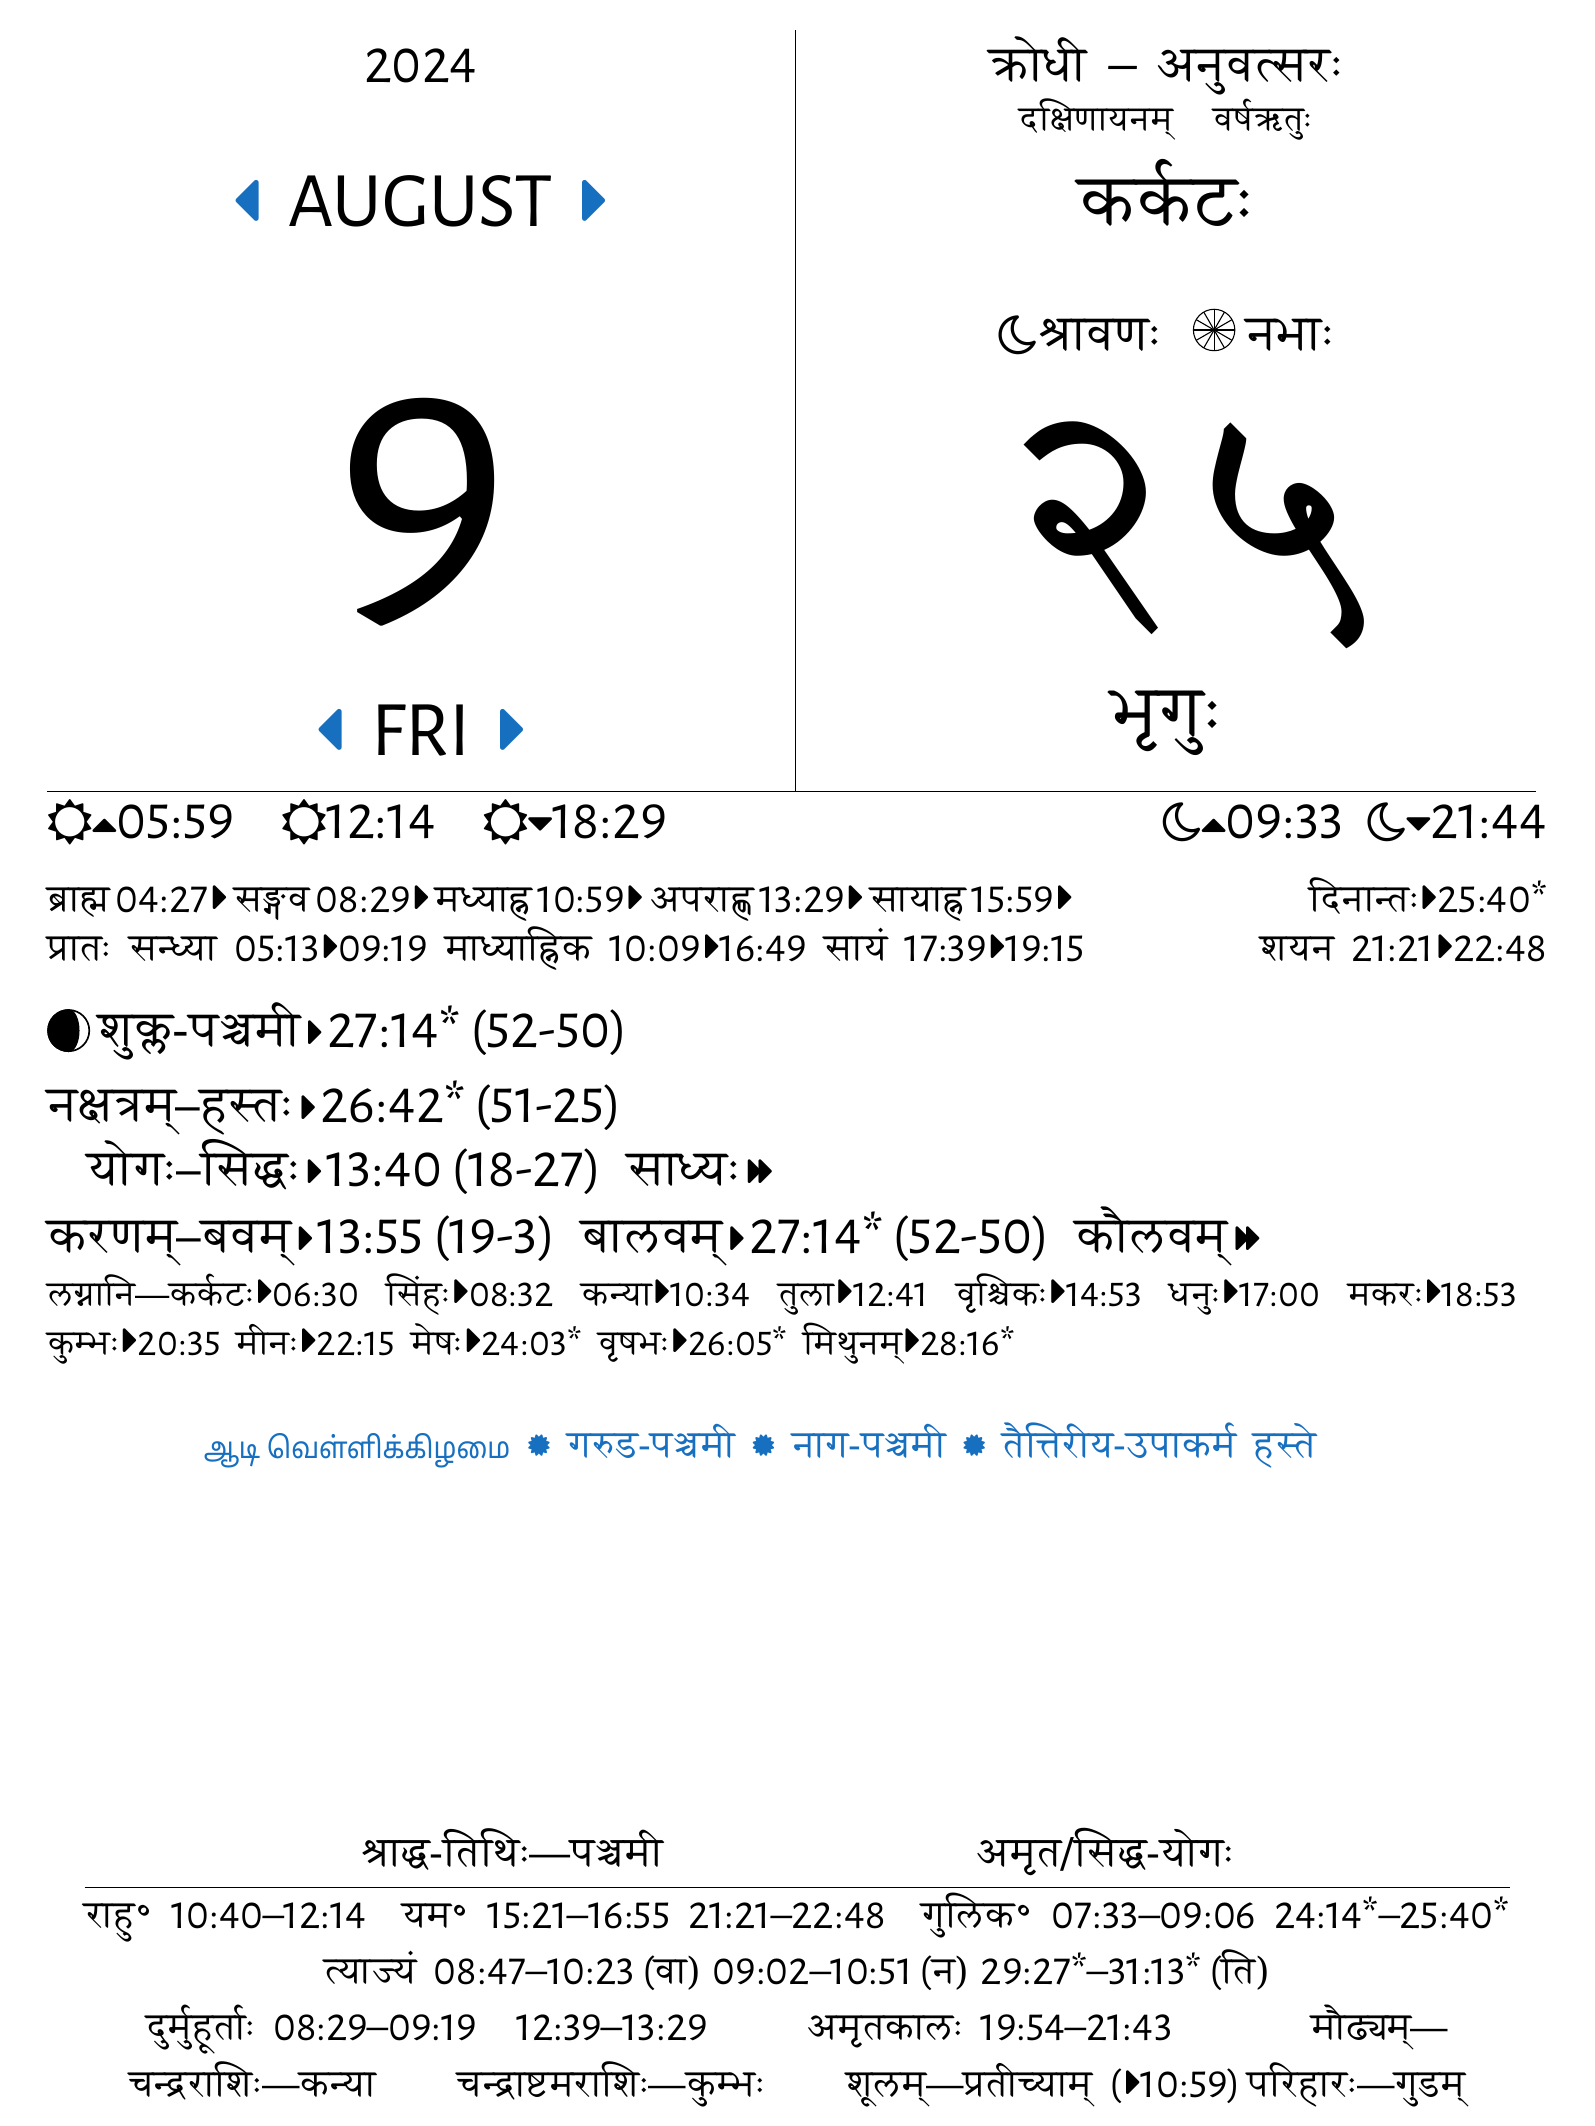 2024
AUGUST
9
FRI
क्रोधी – अनुवत्सरः
दक्षिणायनम् वर्षऋतुः
कर्कटः
श्रावणः नभाः
२५
भृगुः
05:59 12:14 18:29 09:33 21:44
ब्राह्म 04:27 सङ्गव 08:29 मध्याह्न 10:59 अपराह्ण 13:29 सायाह्न 15:59 दिनान्तः 25:40*
प्रातः सन्ध्या 05:13 09:19 माध्याह्निक 10:09 16:49 सायं 17:39 19:15 शयन 21:21 22:48
शुक्ल-पञ्चमी 27:14* (52-50)
नक्षत्रम्–हस्तः 26:42* (51-25)
योगः–सिद्धः 13:40 (18-27) साध्यः
करणम्–बवम् 13:55 (19-3) बालवम् 27:14* (52-50) कौलवम्
लग्नानि—कर्कटः 06:30 सिंहः 08:32 कन्या 10:34 तुला 12:41 वृश्चिकः 14:53 धनुः 17:00 मकरः 18:53
कुम्भः 20:35 मीनः 22:15 मेषः 24:03* वृषभः 26:05* मिथुनम् 28:16*
ஆடி வெள்ளிக்கிழமை ✹ गरुड-पञ्चमी ✹ नाग-पञ्चमी ✹ तैत्तिरीय-उपाकर्म हस्ते
श्राद्ध-तिथिः—पञ्चमी अमृत/सिद्ध-योगः
राहु॰ 10:40–12:14 यम॰ 15:21–16:55 21:21–22:48 गुलिक॰ 07:33–09:06 24:14*–25:40*
त्याज्यं 08:47–10:23 (वा) 09:02–10:51 (न) 29:27*–31:13* (ति)
दुर्मुहूर्ताः 08:29–09:19 12:39–13:29 अमृतकालः 19:54–21:43 मौढ्यम्—
चन्द्रराशिः—कन्या चन्द्राष्टमराशिः—कुम्भः शूलम्—प्रतीच्याम् (10:59) परिहारः—गुडम्